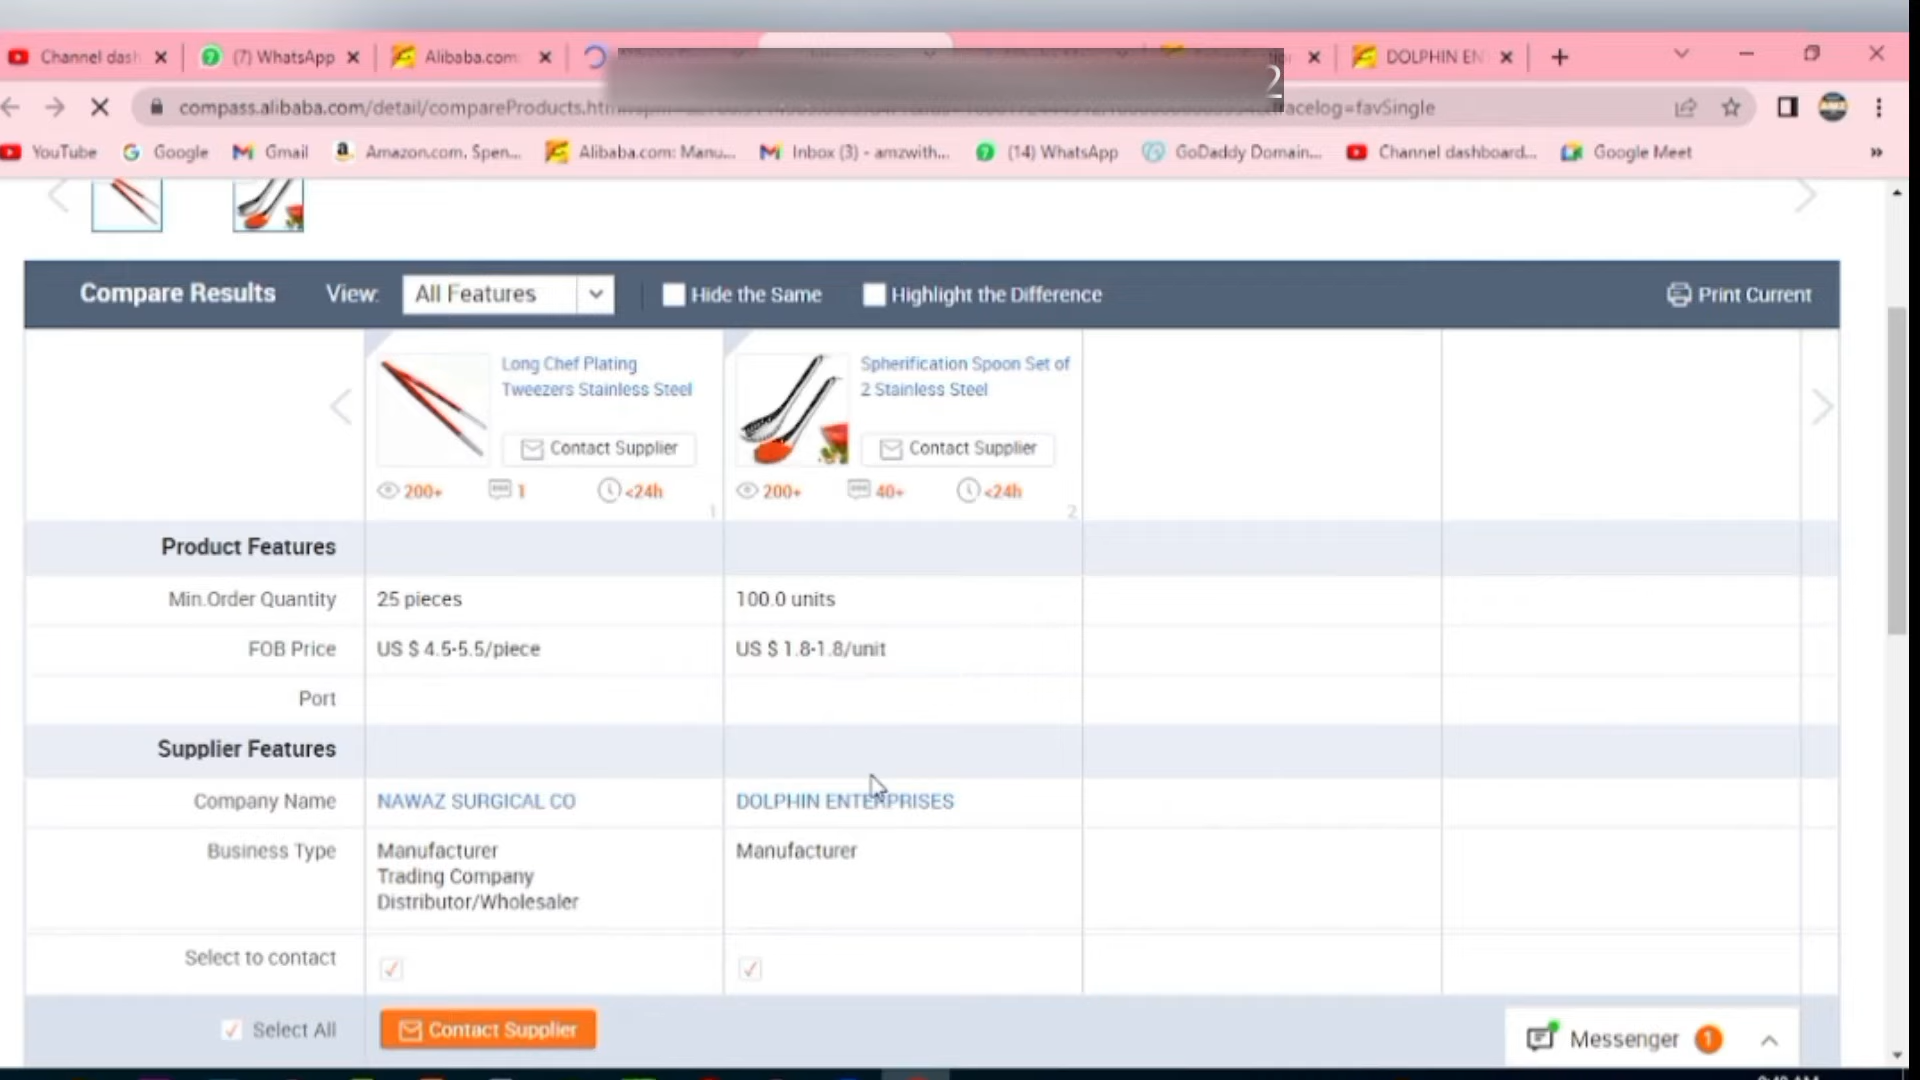 Channel dash
(7) WhatsApp
Alibaba.com:
DOLPHIN EN
2
compass.alibaba.com/detail/compareProducts.htm
racelog=favSingle
YouTube
Google
Gmail
Amazon.com, Spen...
Alibaba.com: Manu...
Inbox (3) - amzwith...
(14) WhatsApp
GoDaddy Domain...
Channel dashboard...
Google Meet
»
Compare Results
View:
All Features
Hide the Same
Highlight the Difference
Print Current
Long Chef Plating
Tweezers Stainless Steel
Contact Supplier
200+
1
<24h
1
Spherification Spoon Set of
2 Stainless Steel
Contact Supplier
200+
40+
<24h
2
Product Features
Min.Order Quantity
25 pieces
100.0 units
FOB Price
US $ 4.5-5.5/piece
US $ 1.8-1.8/unit
Port
Supplier Features
Company Name
NAWAZ SURGICAL CO
DOLPHIN ENTERPRISES
Business Type
Manufacturer
Trading Company
Distributor/Wholesaler
Manufacturer
Select to contact
Select All
Contact Supplier
Messenger
1